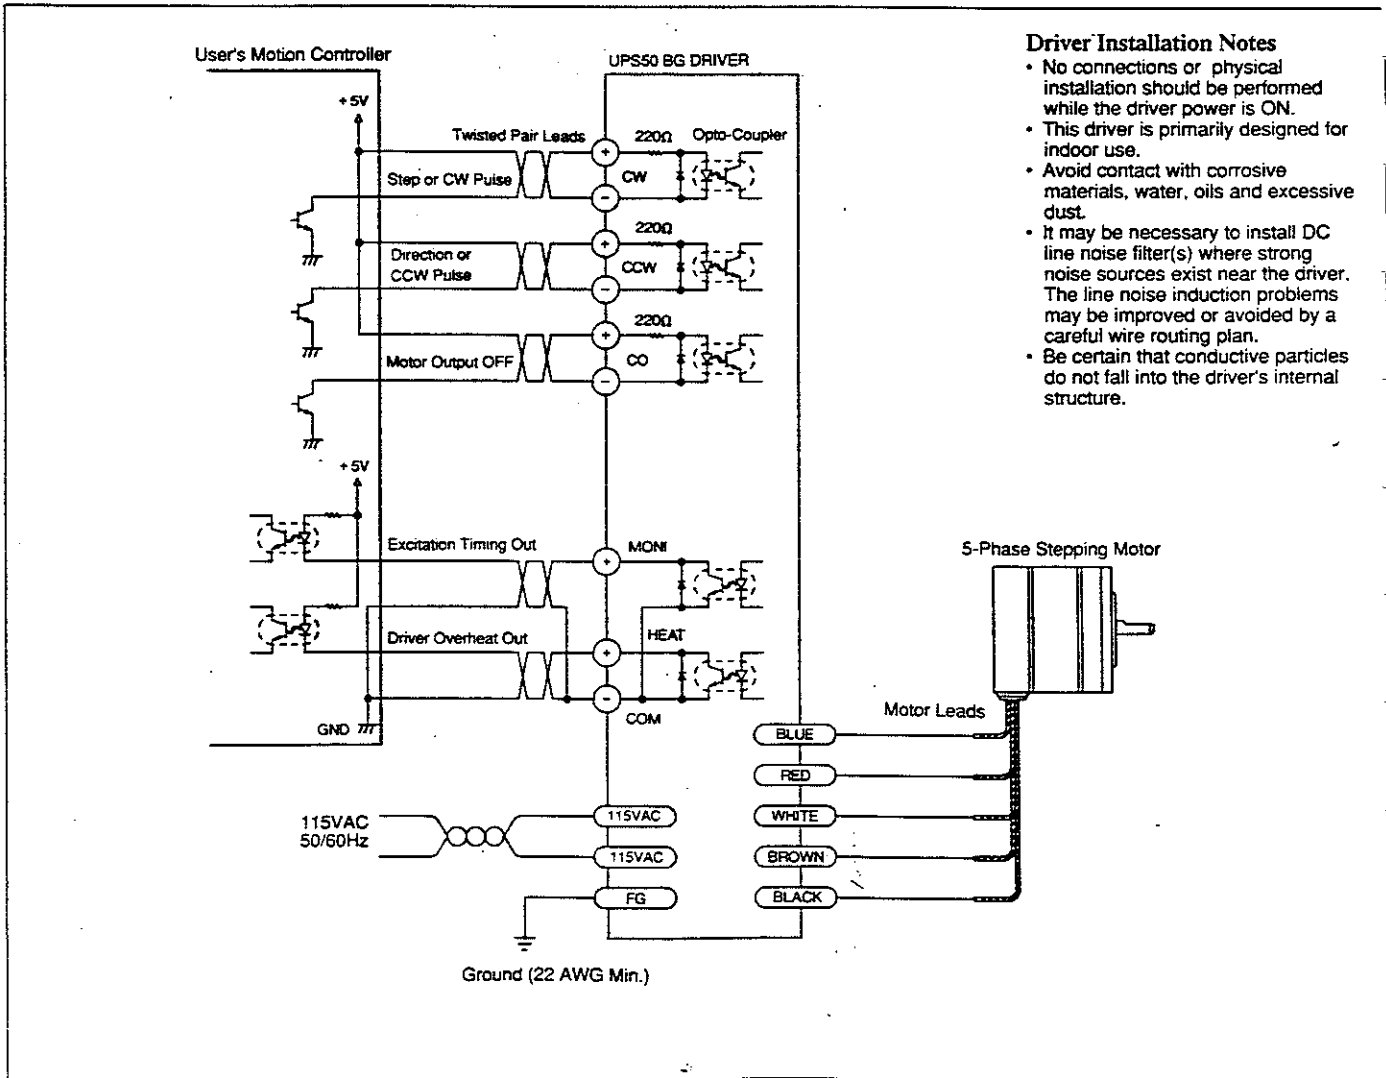 User's Motion Controller
+5V
UPS50 BG DRIVER
Twisted Pair Leads
+
220Ω
Opto-Coupler
Step or CW Pulse
CW
−
+
220Ω
Direction or
CCW Pulse
CCW
−
+
220Ω
Motor Output OFF
CO
−
+5V
Excitation Timing Out
+
MONI
Driver Overheat Out
+
HEAT
−
COM
GND
115VAC
50/60Hz
115VAC
115VAC
FG
Ground (22 AWG Min.)
BLUE
RED
WHITE
BROWN
BLACK
Motor Leads
5-Phase Stepping Motor
Driver Installation Notes
• No connections or physical
installation should be performed
while the driver power is ON.
• This driver is primarily designed for
indoor use.
• Avoid contact with corrosive
materials, water, oils and excessive
dust.
• It may be necessary to install DC
line noise filter(s) where strong
noise sources exist near the driver.
The line noise induction problems
may be improved or avoided by a
careful wire routing plan.
• Be certain that conductive particles
do not fall into the driver's internal
structure.